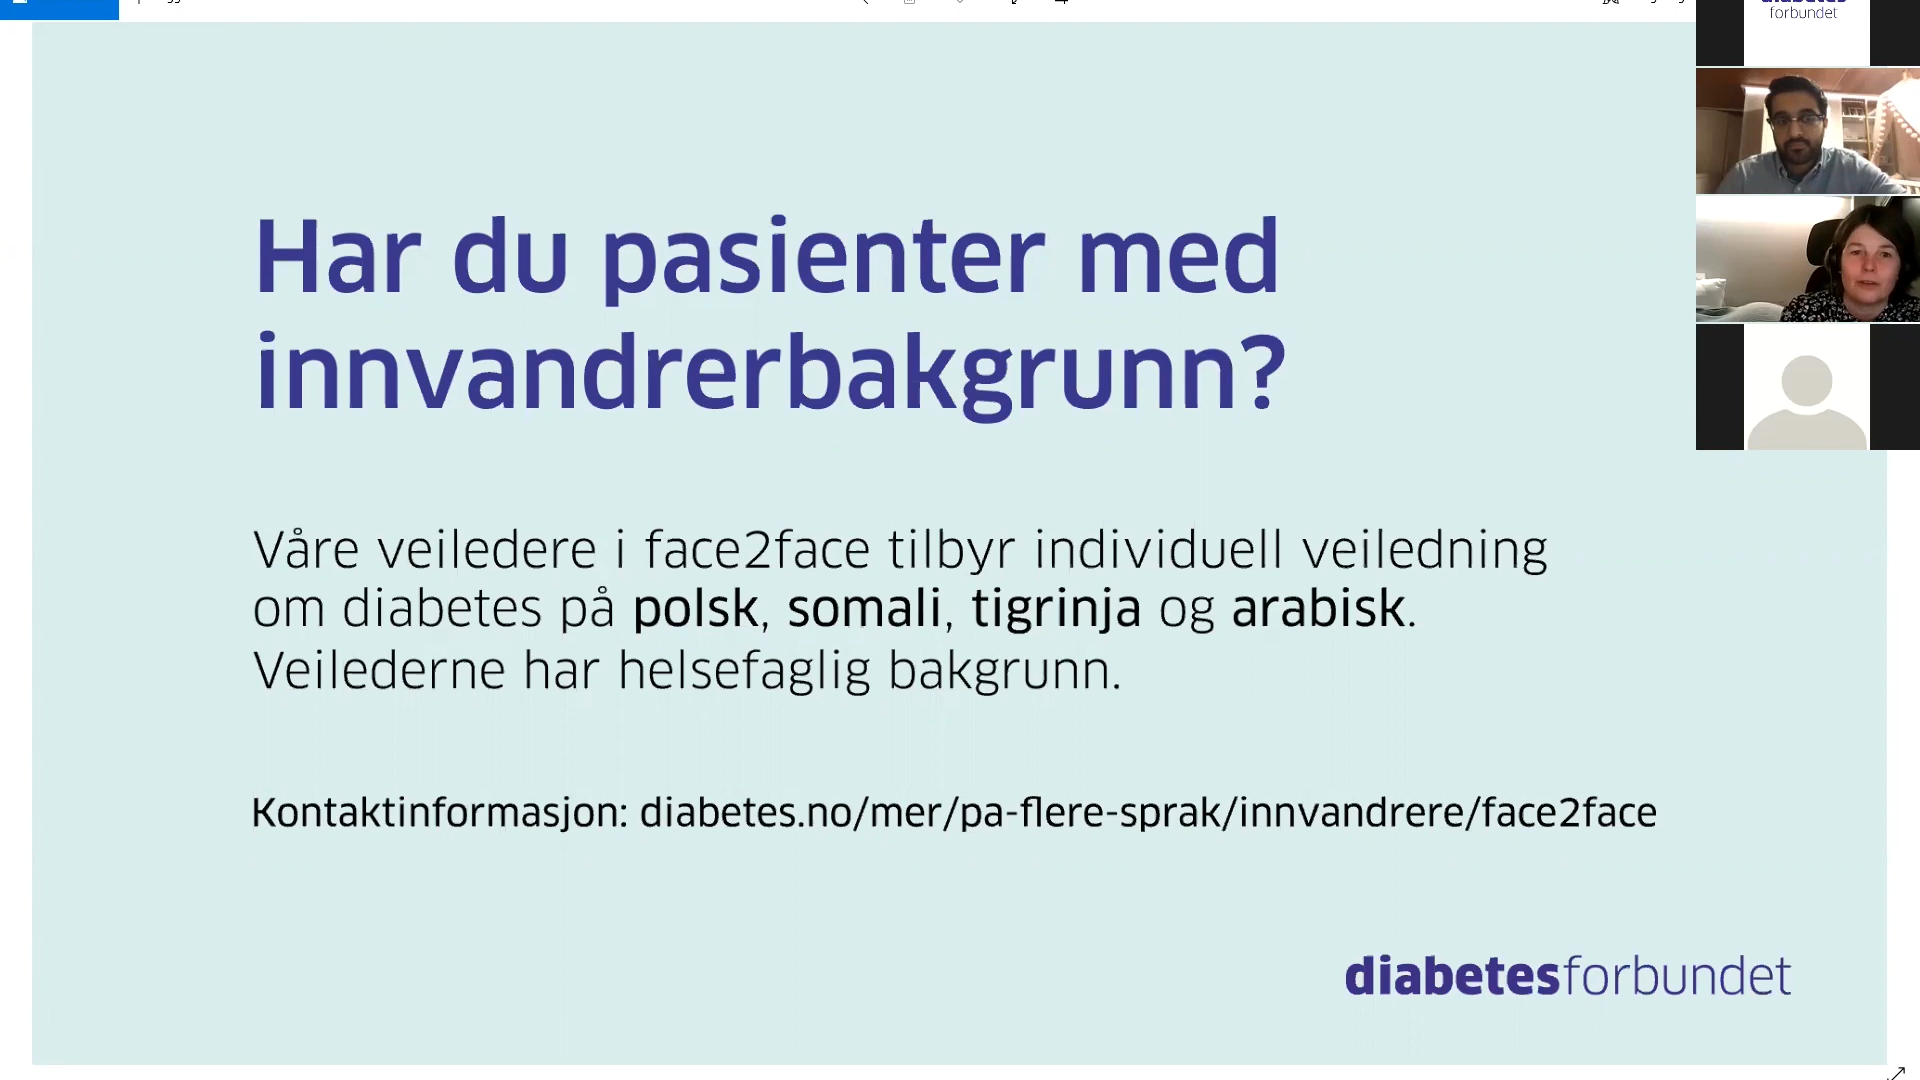 diabetes
forbundet
Har du pasienter med
innvandrerbakgrunn?
Våre veiledere i face2face tilbyr individuell veiledning
om diabetes på polsk, somali, tigrinja og arabisk.
Veilederne har helsefaglig bakgrunn.
Kontaktinformasjon: diabetes.no/mer/pa-flere-sprak/innvandrere/face2face
diabetesforbundet